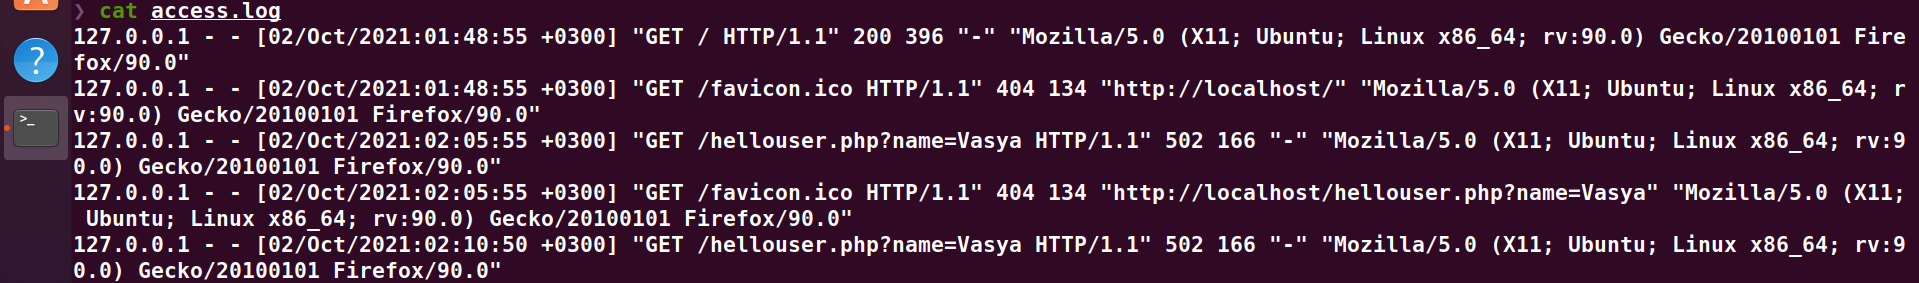 ❯ cat access.log
127.0.0.1 - - [02/Oct/2021:01:48:55 +0300] "GET / HTTP/1.1" 200 396 "-" "Mozilla/5.0 (X11; Ubuntu; Linux x86_64; rv:90.0) Gecko/20100101 Fire
fox/90.0"
127.0.0.1 - - [02/Oct/2021:01:48:55 +0300] "GET /favicon.ico HTTP/1.1" 404 134 "http://localhost/" "Mozilla/5.0 (X11; Ubuntu; Linux x86_64; r
v:90.0) Gecko/20100101 Firefox/90.0"
127.0.0.1 - - [02/Oct/2021:02:05:55 +0300] "GET /hellouser.php?name=Vasya HTTP/1.1" 502 166 "-" "Mozilla/5.0 (X11; Ubuntu; Linux x86_64; rv:9
0.0) Gecko/20100101 Firefox/90.0"
127.0.0.1 - - [02/Oct/2021:02:05:55 +0300] "GET /favicon.ico HTTP/1.1" 404 134 "http://localhost/hellouser.php?name=Vasya" "Mozilla/5.0 (X11;
 Ubuntu; Linux x86_64; rv:90.0) Gecko/20100101 Firefox/90.0"
127.0.0.1 - - [02/Oct/2021:02:10:50 +0300] "GET /hellouser.php?name=Vasya HTTP/1.1" 502 166 "-" "Mozilla/5.0 (X11; Ubuntu; Linux x86_64; rv:9
0.0) Gecko/20100101 Firefox/90.0"